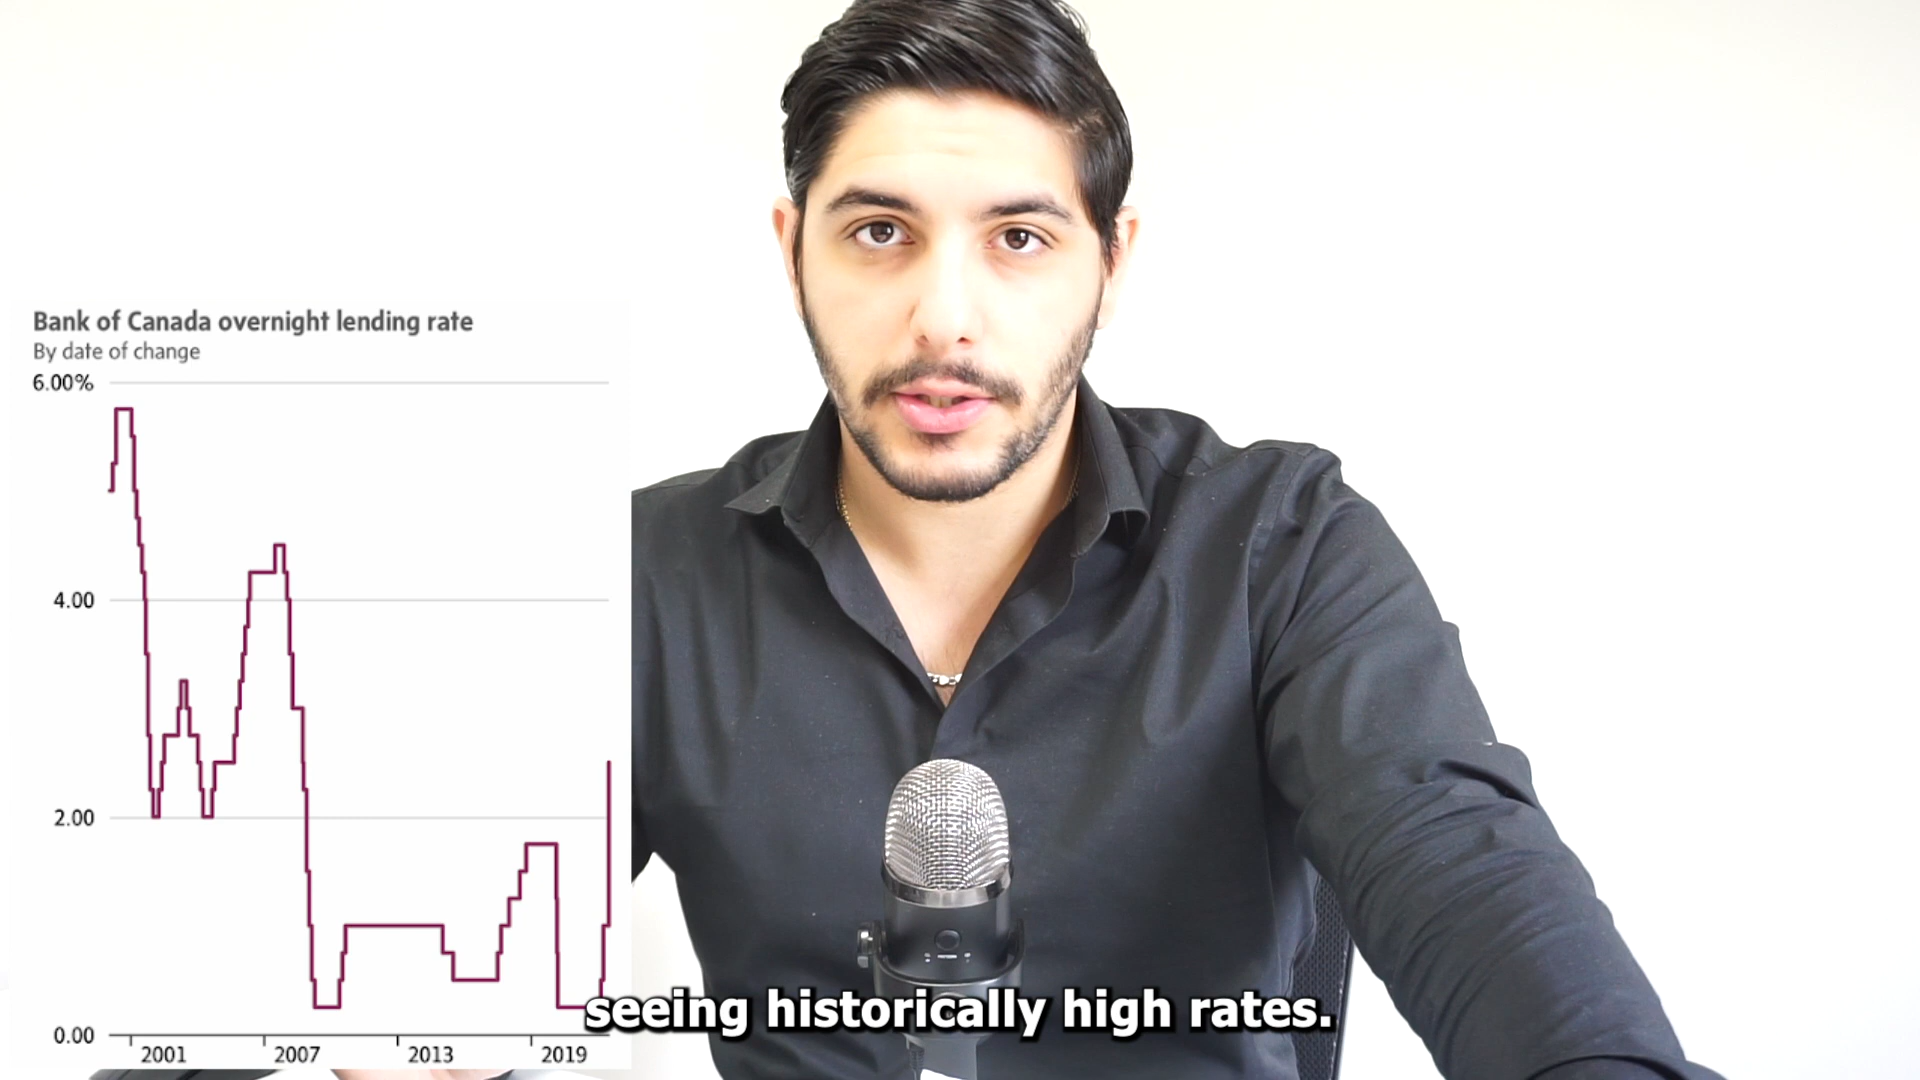 Bank of Canada overnight lending rate
By date of change
6.00%
4.00
2.00
0.00
2001 2007 2013 2019
seeing historically high rates.